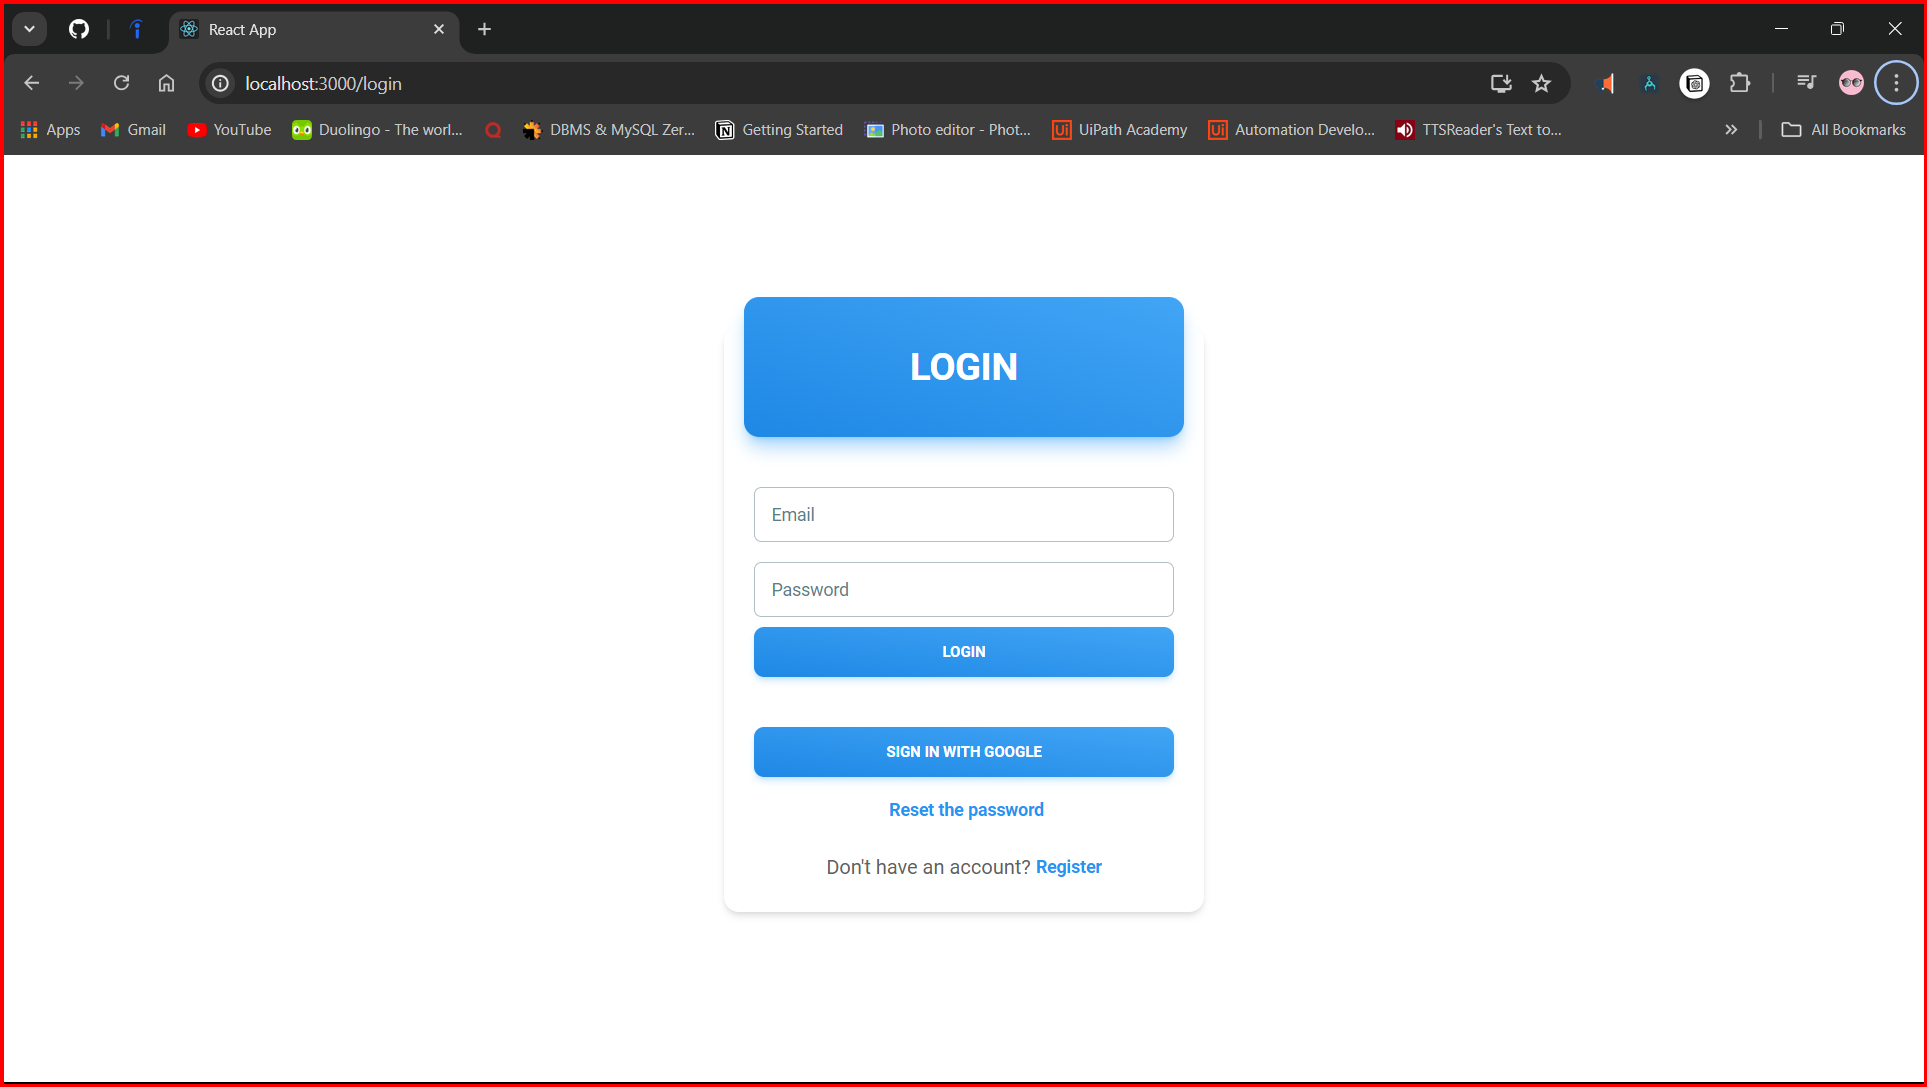 React App
localhost:3000/login
Apps Gmail YouTube Duolingo - The worl... DBMS & MySQL Zer... Getting Started Photo editor - Phot... UiPath Academy Automation Develo... TTSReader's Text to... All Bookmarks
LOGIN
Email
Password
LOGIN
SIGN IN WITH GOOGLE
Reset the password
Don't have an account? Register